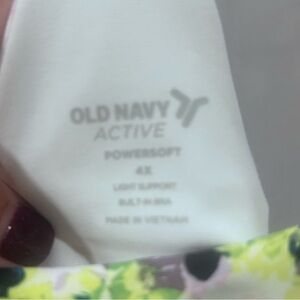 OLD NAVY
ACTIVE
POWERSOFT
4X
LIGHT SUPPORT
BUILT-IN BRA
MADE IN VIETNAM